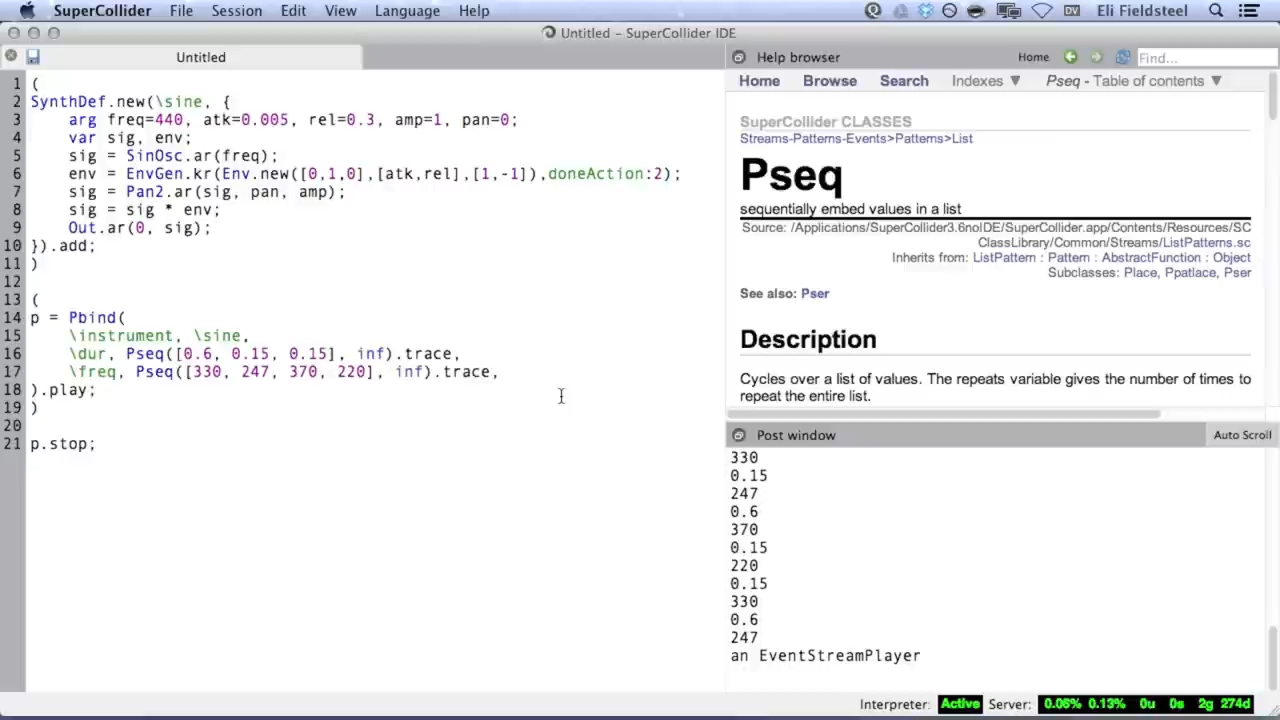 SuperCollider File Session Edit View Language Help DV Eli Fieldsteel
Untitled – SuperCollider IDE
Untitled
1 (
2 SynthDef.new(\sine, {
3 arg freq=440, atk=0.005, rel=0.3, amp=1, pan=0;
4 var sig, env;
5 sig = SinOsc.ar(freq);
6 env = EnvGen.kr(Env.new([0,1,0],[atk,rel],[1,-1]),doneAction:2);
7 sig = Pan2.ar(sig, pan, amp);
8 sig = sig * env;
9 Out.ar(0, sig);
10 }).add;
11 )
12
13 (
14 p = Pbind(
15 \instrument, \sine,
16 \dur, Pseq([0.6, 0.15, 0.15], inf).trace,
17 \freq, Pseq([330, 247, 370, 220], inf).trace,
18 ).play;
19 )
20
21 p.stop;
Help browser Home Find...
Home Browse Search Indexes ▼ Pseq - Table of contents ▼
SuperCollider CLASSES
Streams-Patterns-Events>Patterns>List
Pseq
sequentially embed values in a list
Source: /Applications/SuperCollider3.6noIDE/SuperCollider.app/Contents/Resources/SC
ClassLibrary/Common/Streams/ListPatterns.sc
Inherits from: ListPattern : Pattern : AbstractFunction : Object
Subclasses: Place, Ppatlace, Pser
See also: Pser
Description
Cycles over a list of values. The repeats variable gives the number of times to
repeat the entire list.
Post window Auto Scroll
330
0.15
247
0.6
370
0.15
220
0.15
330
0.6
247
an EventStreamPlayer
Interpreter: Active Server: 0.06% 0.13% 0u 0s 2g 274d